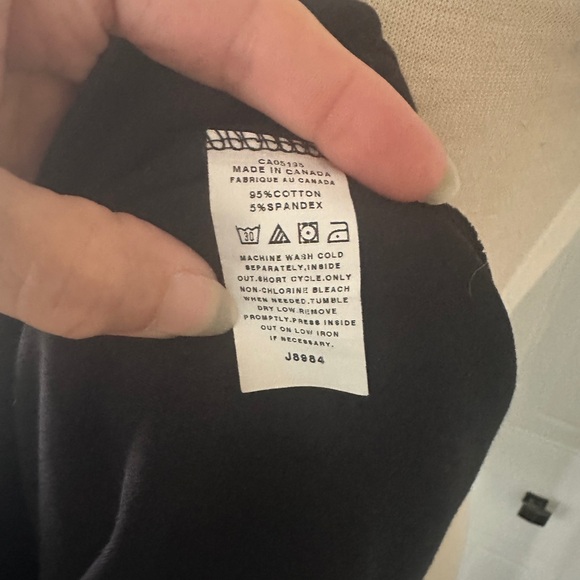 CA05195
MADE IN CANADA
FABRIQUE AU CANADA
95%COTTON
5%SPANDEX
30
MACHINE WASH COLD
SEPARATELY,INSIDE
OUT.SHORT CYCLE.ONLY
NON-CHLORINE BLEACH
WHEN NEEDED.TUMBLE
DRY LOW.REMOVE
PROMPTLY.PRESS INSIDE
OUT ON LOW IRON
IF NECESSARY.
J8984